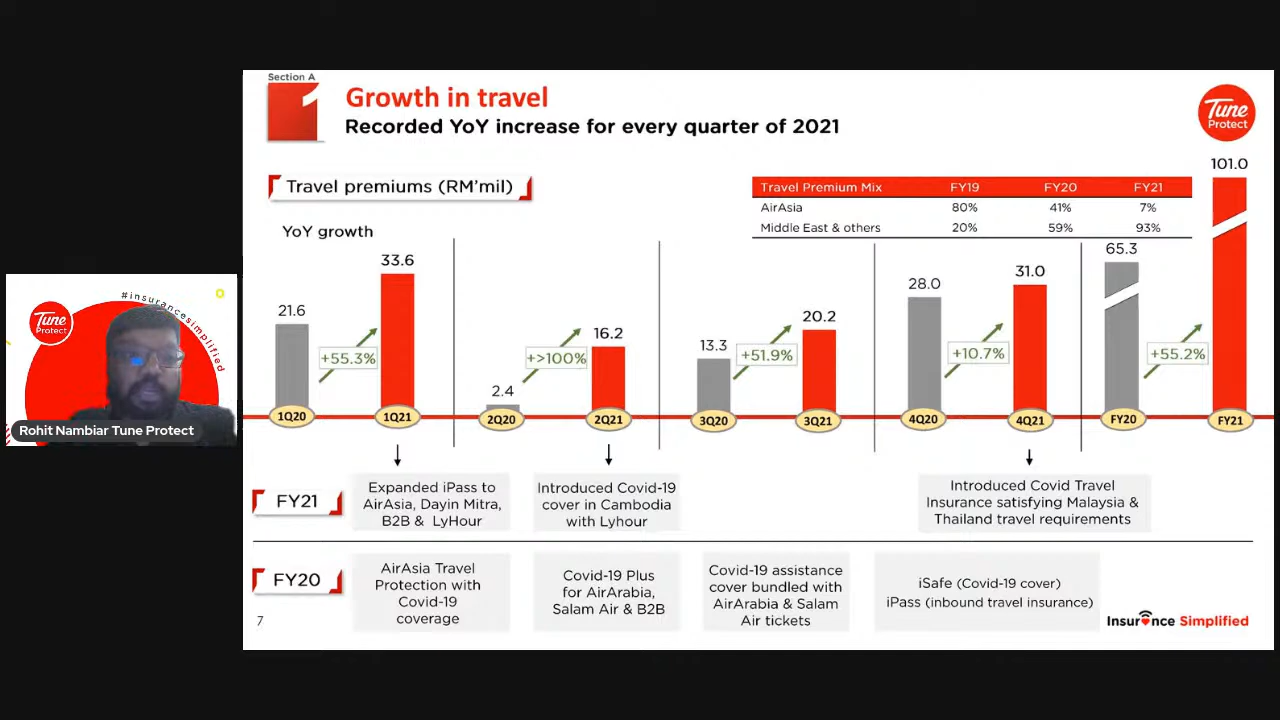 Section A
1
Growth in travel
Recorded YoY increase for every quarter of 2021
Tune
Protect
Travel premiums (RM'mil)
Travel Premium Mix FY19 FY20 FY21
AirAsia 80% 41% 7%
Middle East & others 20% 59% 93%
YoY growth
21.6
+55.3%
33.6
2.4
+>100%
16.2
13.3
+51.9%
20.2
28.0
+10.7%
31.0
65.3
+55.2%
101.0
1Q20 1Q21 2Q20 2Q21 3Q20 3Q21 4Q20 4Q21 FY20 FY21
FY21
Expanded iPass to
AirAsia, Dayin Mitra,
B2B & LyHour
Introduced Covid-19
cover in Cambodia
with Lyhour
Introduced Covid Travel
Insurance satisfying Malaysia &
Thailand travel requirements
FY20
AirAsia Travel
Protection with
Covid-19
coverage
Covid-19 Plus
for AirArabia,
Salam Air & B2B
Covid-19 assistance
cover bundled with
AirArabia & Salam
Air tickets
iSafe (Covid-19 cover)
iPass (inbound travel insurance)
7
Insurance Simplified
#insurancesimplified
Tune
Protect
Rohit Nambiar Tune Protect